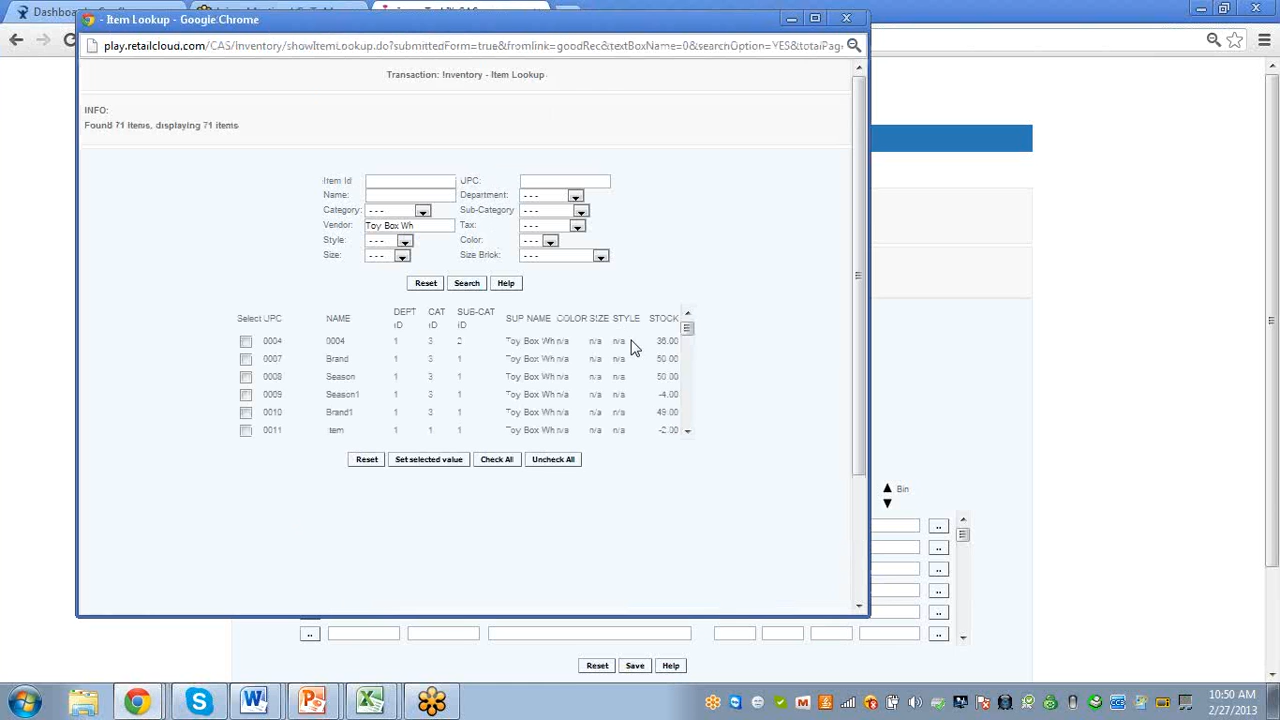 Item Lookup - Google Chrome
play.retailcloud.com/CAS/Inventory/showItemLookup.do?submittedForm=true&fromlink=goodRec&textBoxName=0&searchOption=YES&totalPag
Transaction: Inventory - Item Lookup
INFO:
Found 71 items, displaying 71 items
Item Id UPC:
Name: Department: ---
Category: --- Sub-Category ---
Vendor: Toy Box Wh Tax: ---
Style: --- Color: ---
Size: --- Size Brick: ---
Reset Search Help
Select UPC NAME DEPT ID CAT ID SUB-CAT ID SUP NAME COLOR SIZE STYLE STOCK
0004 0004 1 3 2 Toy Box Wh n/a n/a n/a 36.00
0007 Brand 1 3 1 Toy Box Wh n/a n/a n/a 50.00
0008 Season 1 3 1 Toy Box Wh n/a n/a n/a 50.00
0009 Season1 1 3 1 Toy Box Wh n/a n/a n/a -4.00
0010 Brand1 1 3 1 Toy Box Wh n/a n/a n/a 49.00
0011 Item 1 1 1 Toy Box Wh n/a n/a n/a -2.00
Reset Set selected value Check All Uncheck All
Bin
..
..
..
..
..
.. ..
Reset Save Help
10:50 AM
2/27/2013